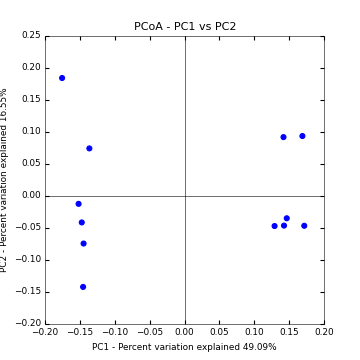 PCoA - PC1 vs PC2
0.25
0.20
0.15
0.10
0.05
0.00
−0.05
−0.10
−0.15
−0.20
PC2 - Percent variation explained 16.55%
−0.20 −0.15 −0.10 −0.05 0.00 0.05 0.10 0.15 0.20
PC1 - Percent variation explained 49.09%